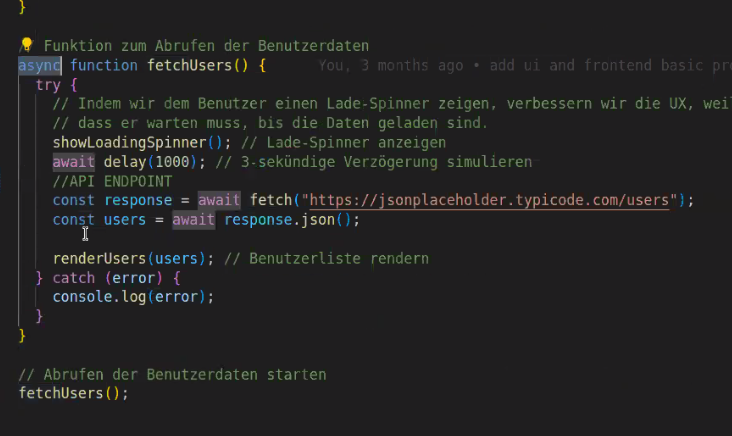 }
// Funktion zum Abrufen der Benutzerdaten
async function fetchUsers() { You, 3 months ago • add ui and frontend basic
try {
// Indem wir dem Benutzer einen Lade-Spinner zeigen, verbessern wir die UX,
// dass er warten muss, bis die Daten geladen sind.
showLoadingSpinner(); // Lade-Spinner anzeigen
await delay(1000); // 3-sekündige Verzögerung simulieren
//API ENDPOINT
const response = await fetch("https://jsonplaceholder.typicode.com/users");
const users = await response.json();
renderUsers(users); // Benutzerliste rendern
} catch (error) {
console.log(error);
}
}
// Abrufen der Benutzerdaten starten
fetchUsers();